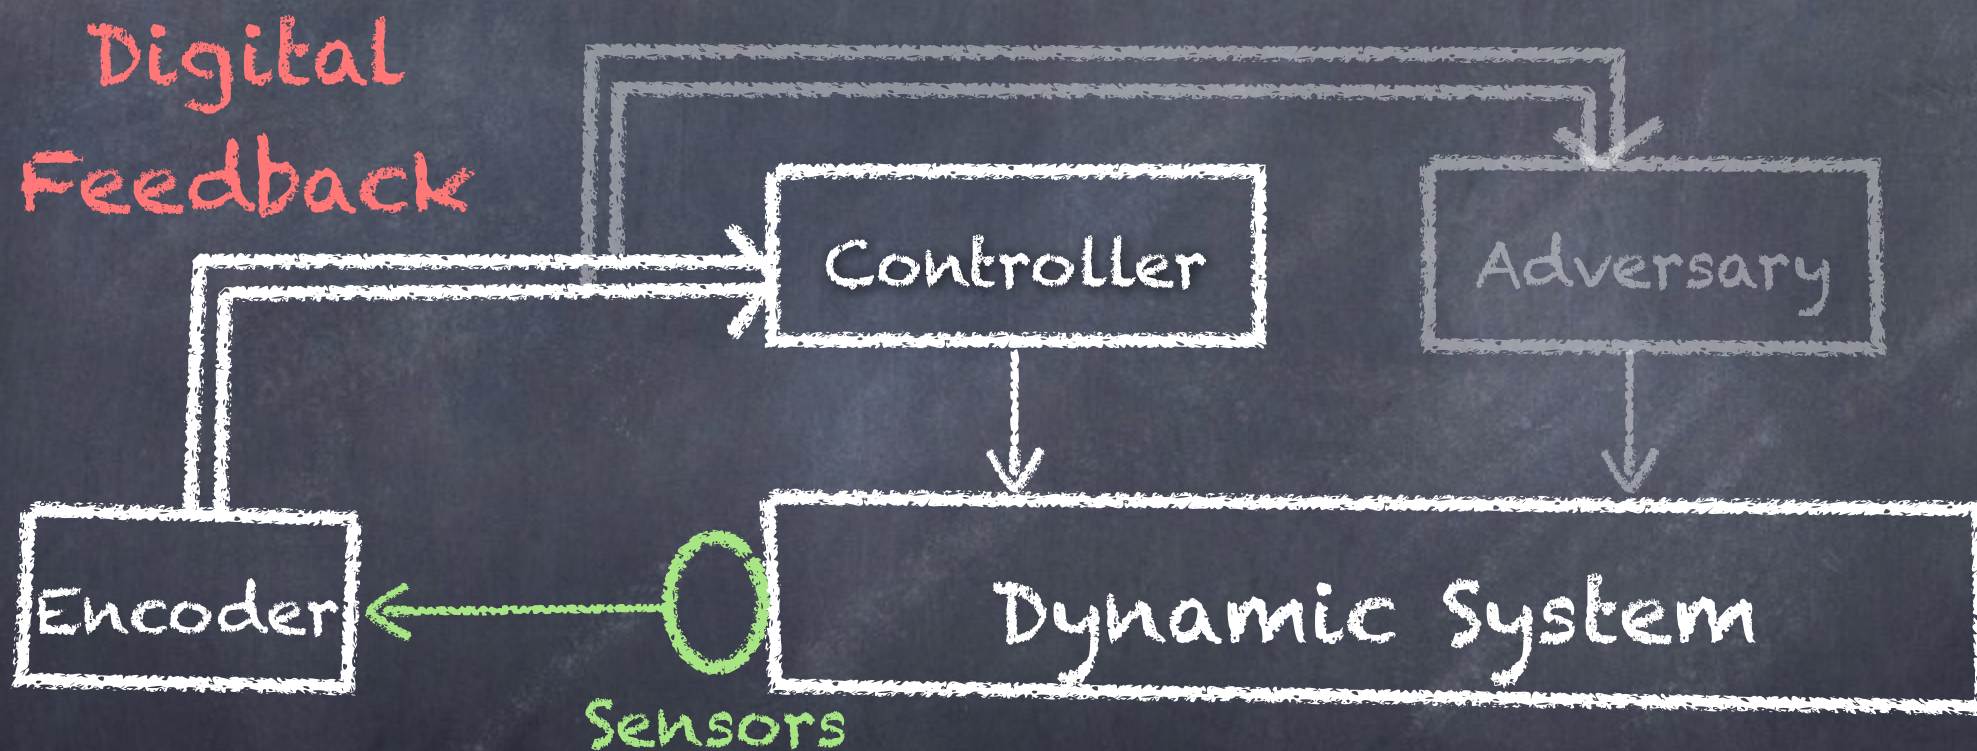 Digital
Feedback
Controller
Adversary
Encoder
Dynamic System
Sensors